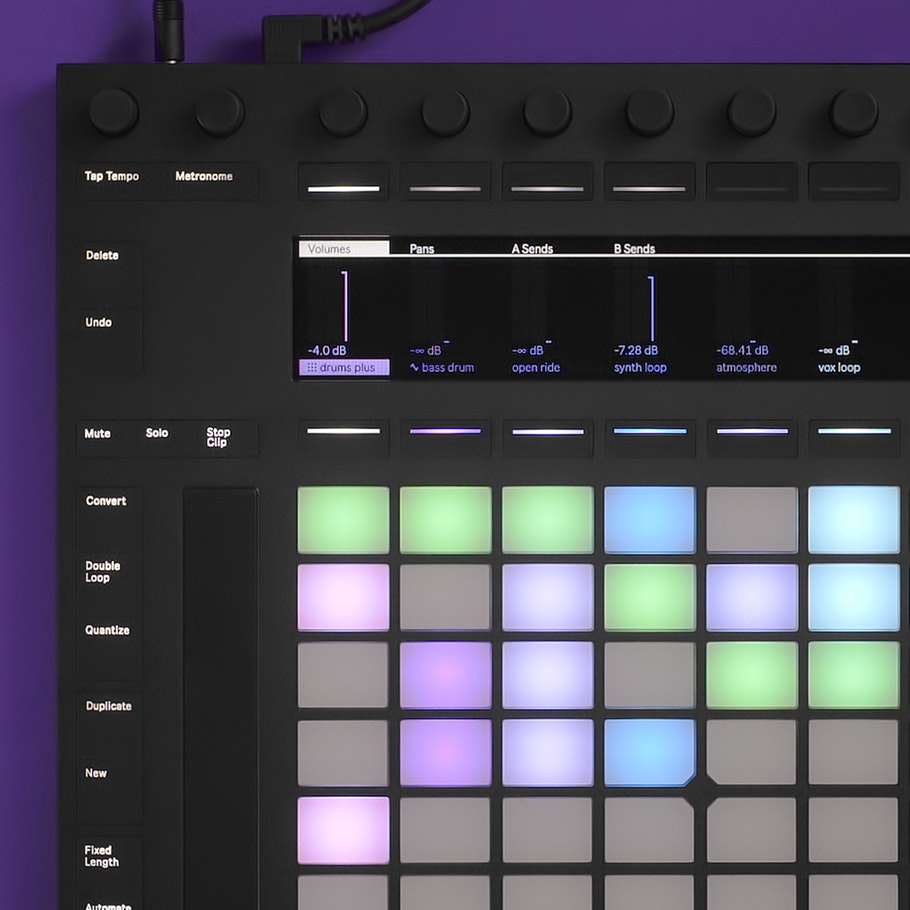 Tap Tempo Metronome
Delete
Volumes Pans A Sends B Sends
Undo
-4.0 dB -∞ dB -∞ dB -7.28 dB -68.41 dB -∞ dB
drums plus bass drum open ride synth loop atmosphere vox loop
Mute Solo Stop
Clip
Convert
Double
Loop
Quantize
Duplicate
New
Fixed
Length
Automate